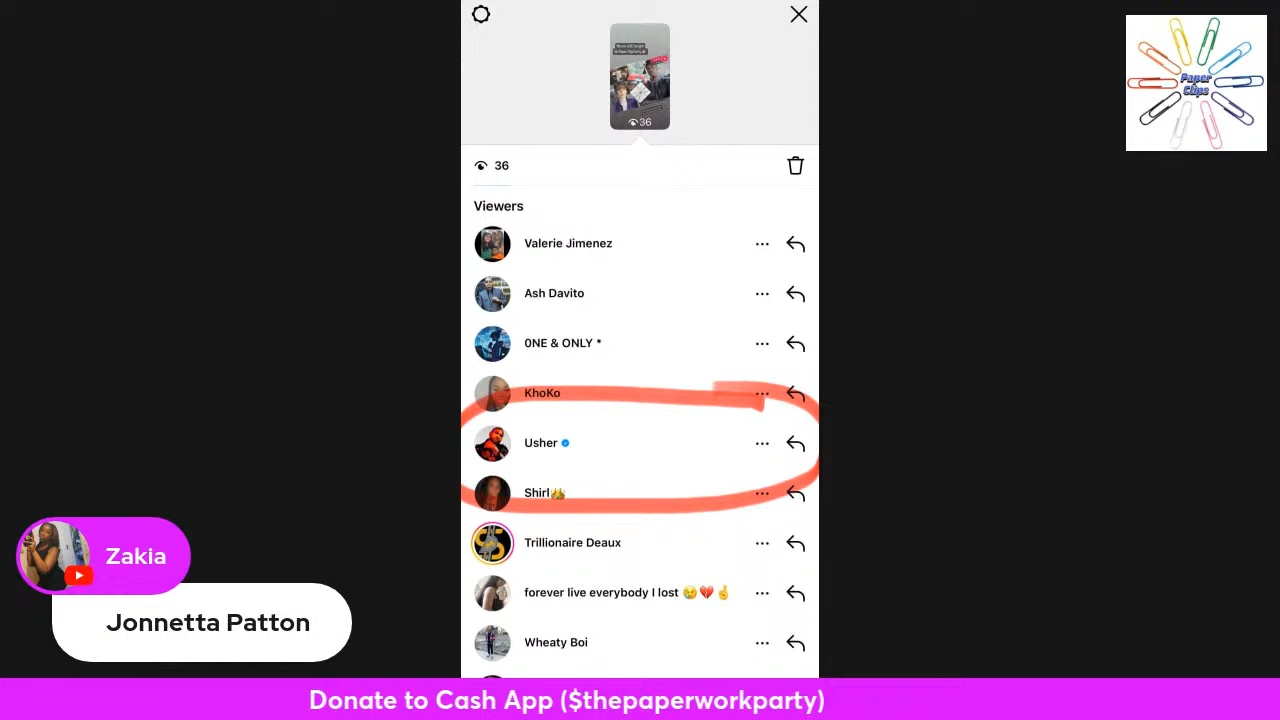 36
36
Viewers
Valerie Jimenez
Ash Davito
0NE & ONLY *
KhoKo
Usher
Shirl
Trillionaire Deaux
forever live everybody I lost 😢💔🤞
Wheaty Boi
Paper
Clips
Zakia
Jonnetta Patton
Donate to Cash App ($thepaperworkparty)